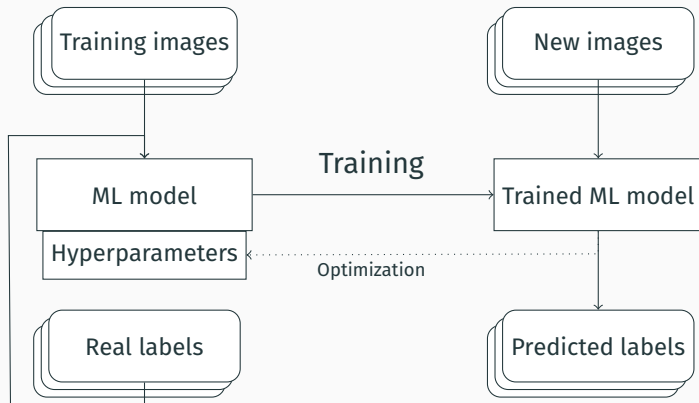 Training images
New images
Training
ML model
Trained ML model
Hyperparameters
Optimization
Real labels
Predicted labels